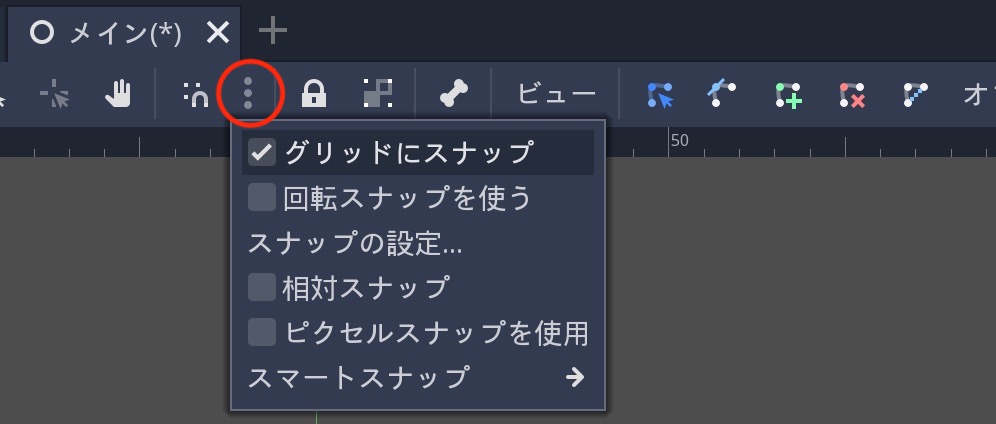 メイン(*)
ビュー
オ
50
グリッドにスナップ
回転スナップを使う
スナップの設定...
相対スナップ
ピクセルスナップを使用
スマートスナップ